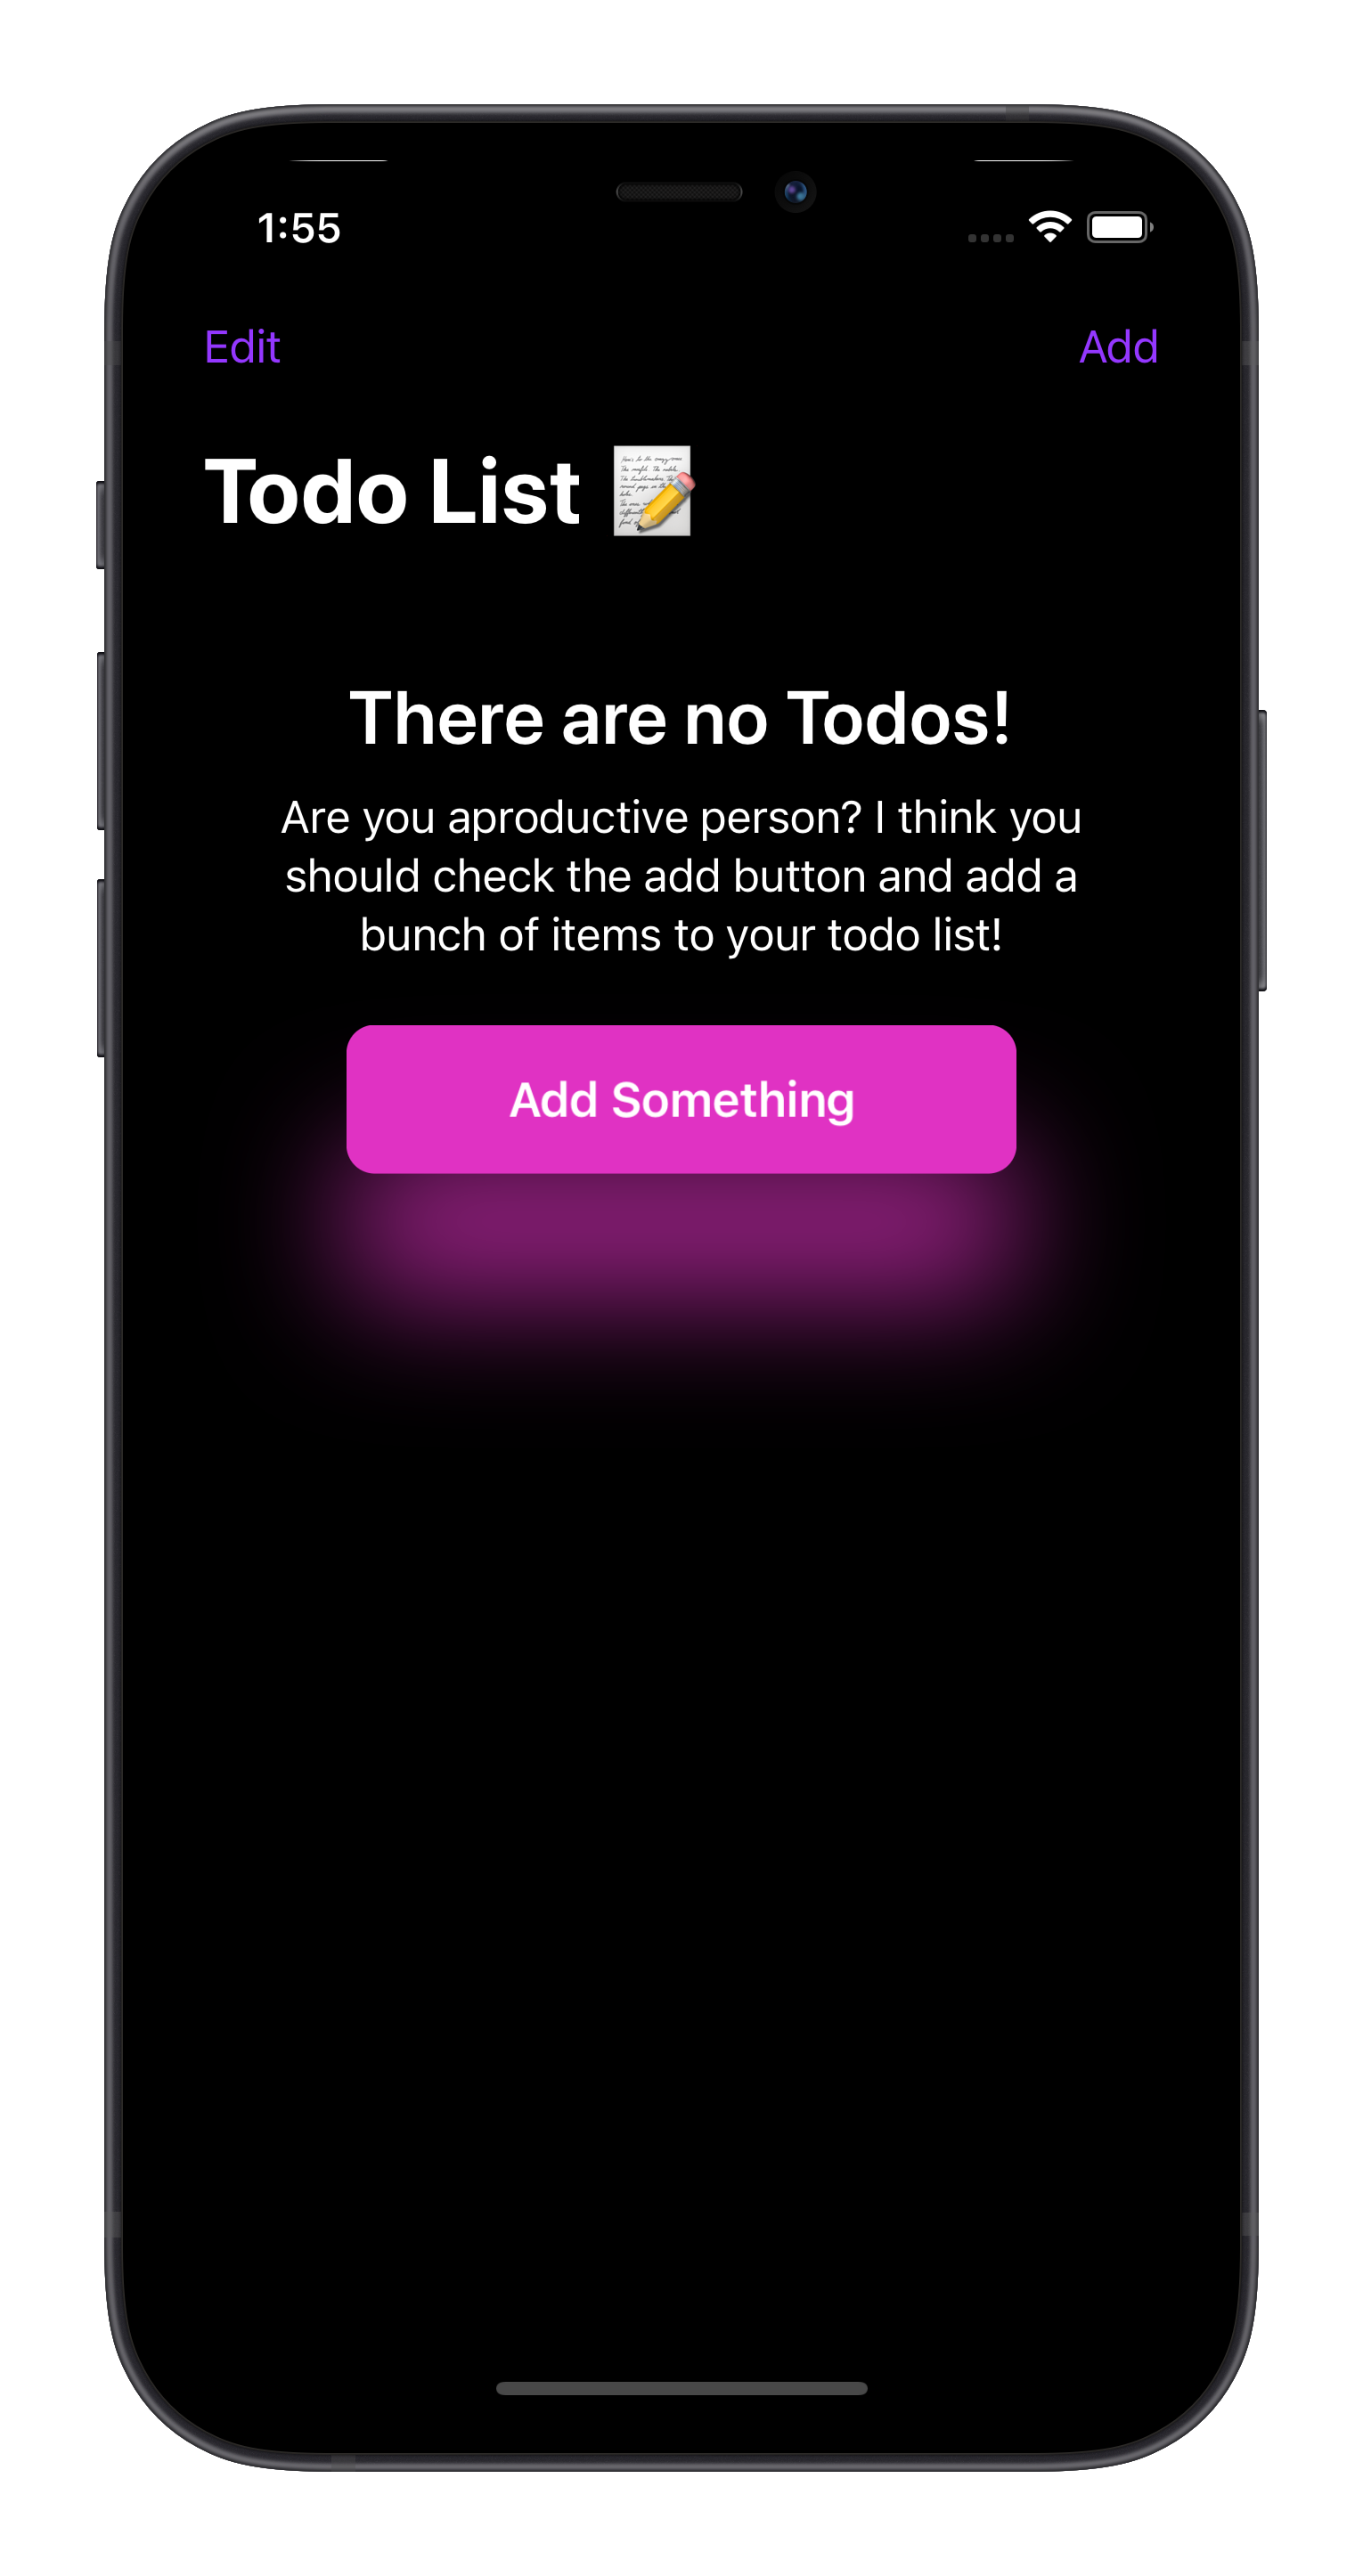 1:55
Edit
Add
Todo List 📝
There are no Todos!
Are you aproductive person? I think you
should check the add button and add a
bunch of items to your todo list!
Add Something